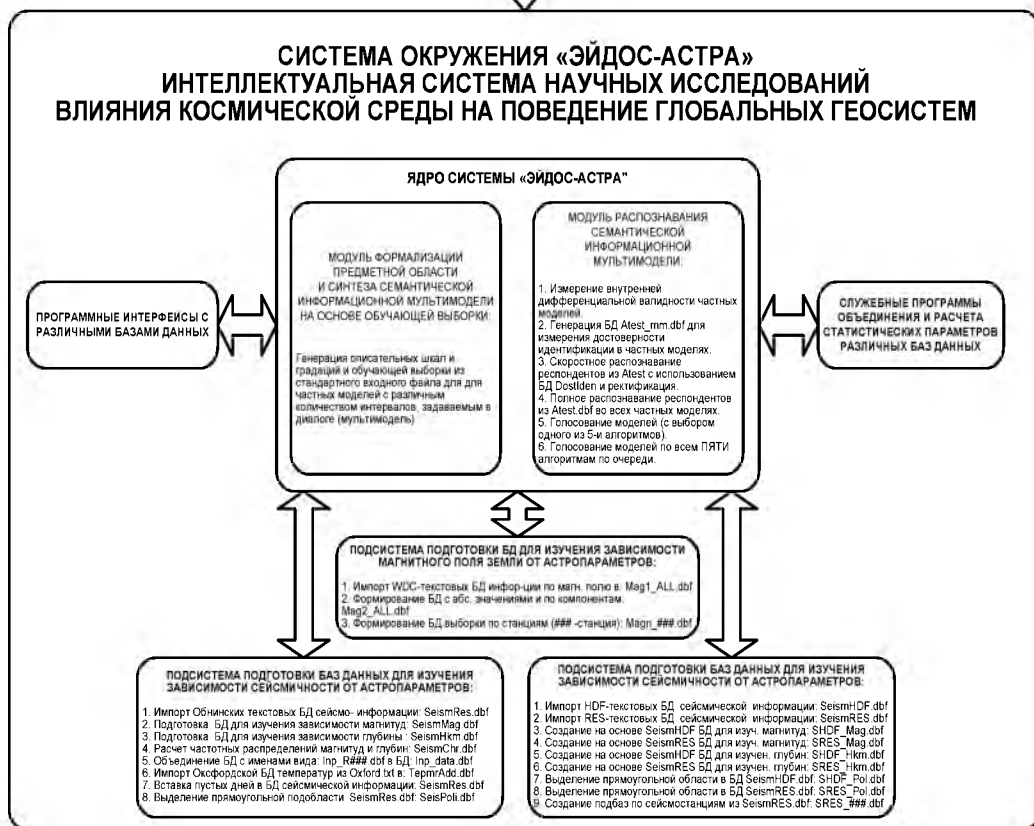 СИСТЕМА ОКРУЖЕНИЯ «ЭЙДОС-АСТРА»
ИНТЕЛЛЕКТУАЛЬНАЯ СИСТЕМА НАУЧНЫХ ИССЛЕДОВАНИЙ
ВЛИЯНИЯ КОСМИЧЕСКОЙ СРЕДЫ НА ПОВЕДЕНИЕ ГЛОБАЛЬНЫХ ГЕОСИСТЕМ
ЯДРО СИСТЕМЫ «ЭЙДОС-АСТРА"
ПРОГРАММНЫЕ ИНТЕРФЕЙСЫ С
РАЗЛИЧНЫМИ БАЗАМИ ДАННЫХ
МОДУЛЬ ФОРМАЛИЗАЦИИ
ПРЕДМЕТНОЙ ОБЛАСТИ
И СИНТЕЗА СЕМАНТИЧЕСКОЙ
ИНФОРМАЦИОННОЙ МУЛЬТИМОДЕЛИ
НА ОСНОВЕ ОБУЧАЮЩЕЙ ВЫБОРКИ:
Генерация описательных шкал и
градаций и обучающей выборки из
стандартного входного файла для для
частных моделей с различным
количеством интервалов, задаваемым в
диалоге (мультимодель)
МОДУЛЬ РАСПОЗНАВАНИЯ
СЕМАНТИЧЕСКОЙ
ИНФОРМАЦИОННОЙ
МУЛЬТИМОДЕЛИ:
1. Измерение внутренней
дифференциальной валидности частных
моделей.
2. Генерация БД Atest_mm.dbf для
измерения достоверности
идентификации в частных моделях.
3. Скоростное распознавание
респондентов из Atest с использованием
БД DostIden и ректификация.
4. Полное распознавание респондентов
из Atest.dbf во всех частных моделях.
5. Голосование моделей (с выбором
одного из 5-и алгоритмов).
6. Голосование моделей по всем ПЯТИ
алгоритмам по очереди.
СЛУЖЕБНЫЕ ПРОГРАММЫ
ОБЪЕДИНЕНИЯ И РАСЧЕТА
СТАТИСТИЧЕСКИХ ПАРАМЕТРОВ
РАЗЛИЧНЫХ БАЗ ДАННЫХ
ПОДСИСТЕМА ПОДГОТОВКИ БД ДЛЯ ИЗУЧЕНИЯ ЗАВИСИМОСТИ
МАГНИТНОГО ПОЛЯ ЗЕМЛИ ОТ АСТРОПАРАМЕТРОВ:
1. Импорт WDC-текстовых БД инфор-ции по магн. полю в: Mag1_ALL.dbf
2. Формирование БД с абс. значениями и по компонентам:
Mag2_ALL.dbf
3. Формирование БД выборки по станциям (### -станция): Magn_###.dbf
ПОДСИСТЕМА ПОДГОТОВКИ БАЗ ДАННЫХ ДЛЯ ИЗУЧЕНИЯ
ЗАВИСИМОСТИ СЕЙСМИЧНОСТИ ОТ АСТРОПАРАМЕТРОВ:
1. Импорт Обнинских текстовых БД сейсмо- информации: SeismRes.dbf
2. Подготовка БД для изучения зависимости магнитуд: SeismMag.dbf
3. Подготовка БД для изучения зависимости глубины: SeismHkm.dbf
4. Расчет частотных распределений магнитуд и глубин: SeismChr.dbf
5. Объединение БД с именами вида: Inp_R###.dbf в БД: Inp_data.dbf
6. Импорт Оксфордской БД температур из Oxford.txt в: TepmrAdd.dbf
7. Вставка пустых дней в БД сейсмической информации: SeismRes.dbf
8. Выделение прямоугольной подобласти SeismRes.dbf: SeisPoli.dbf
ПОДСИСТЕМА ПОДГОТОВКИ БАЗ ДАННЫХ ДЛЯ ИЗУЧЕНИЯ
ЗАВИСИМОСТИ СЕЙСМИЧНОСТИ ОТ АСТРОПАРАМЕТРОВ:
1. Импорт HDF-текстовых БД сейсмической информации: SeismHDF.dbf
2. Импорт RES-текстовых БД сейсмической информации: SeismRES.dbf
3. Создание на основе SeismHDF БД для изуч. магнитуд: SHDF_Mag.dbf
4. Создание на основе SeismRES БД для изуч. магнитуд: SRES_Mag.dbf
5. Создание на основе SeismHDF БД для изучен. глубин: SHDF_Hkm.dbf
6. Создание на основе SeismRES БД для изучен. глубин: SRES_Hkm.dbf
7. Выделение прямоугольной области в БД SeismHDF.dbf: SHDF_Pol.dbf
8. Выделение прямоугольной области в БД SeismRES.dbf: SRES_Pol.dbf
9. Создание подбаз по сейсмостанциям из SeismRES.dbf: SRES_###.dbf